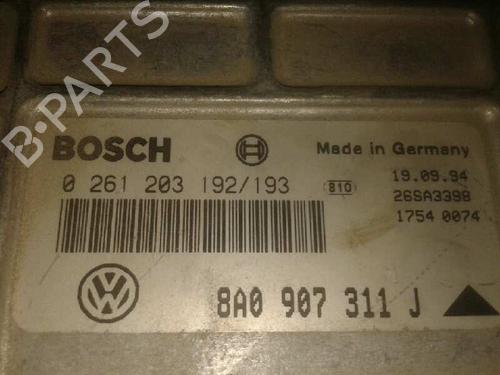 B-PARTS
BOSCH
Made in Germany
0 261 203 192/193
810
19.09.94
26SA3398
1754 0074
VW
8A0 907 311 J